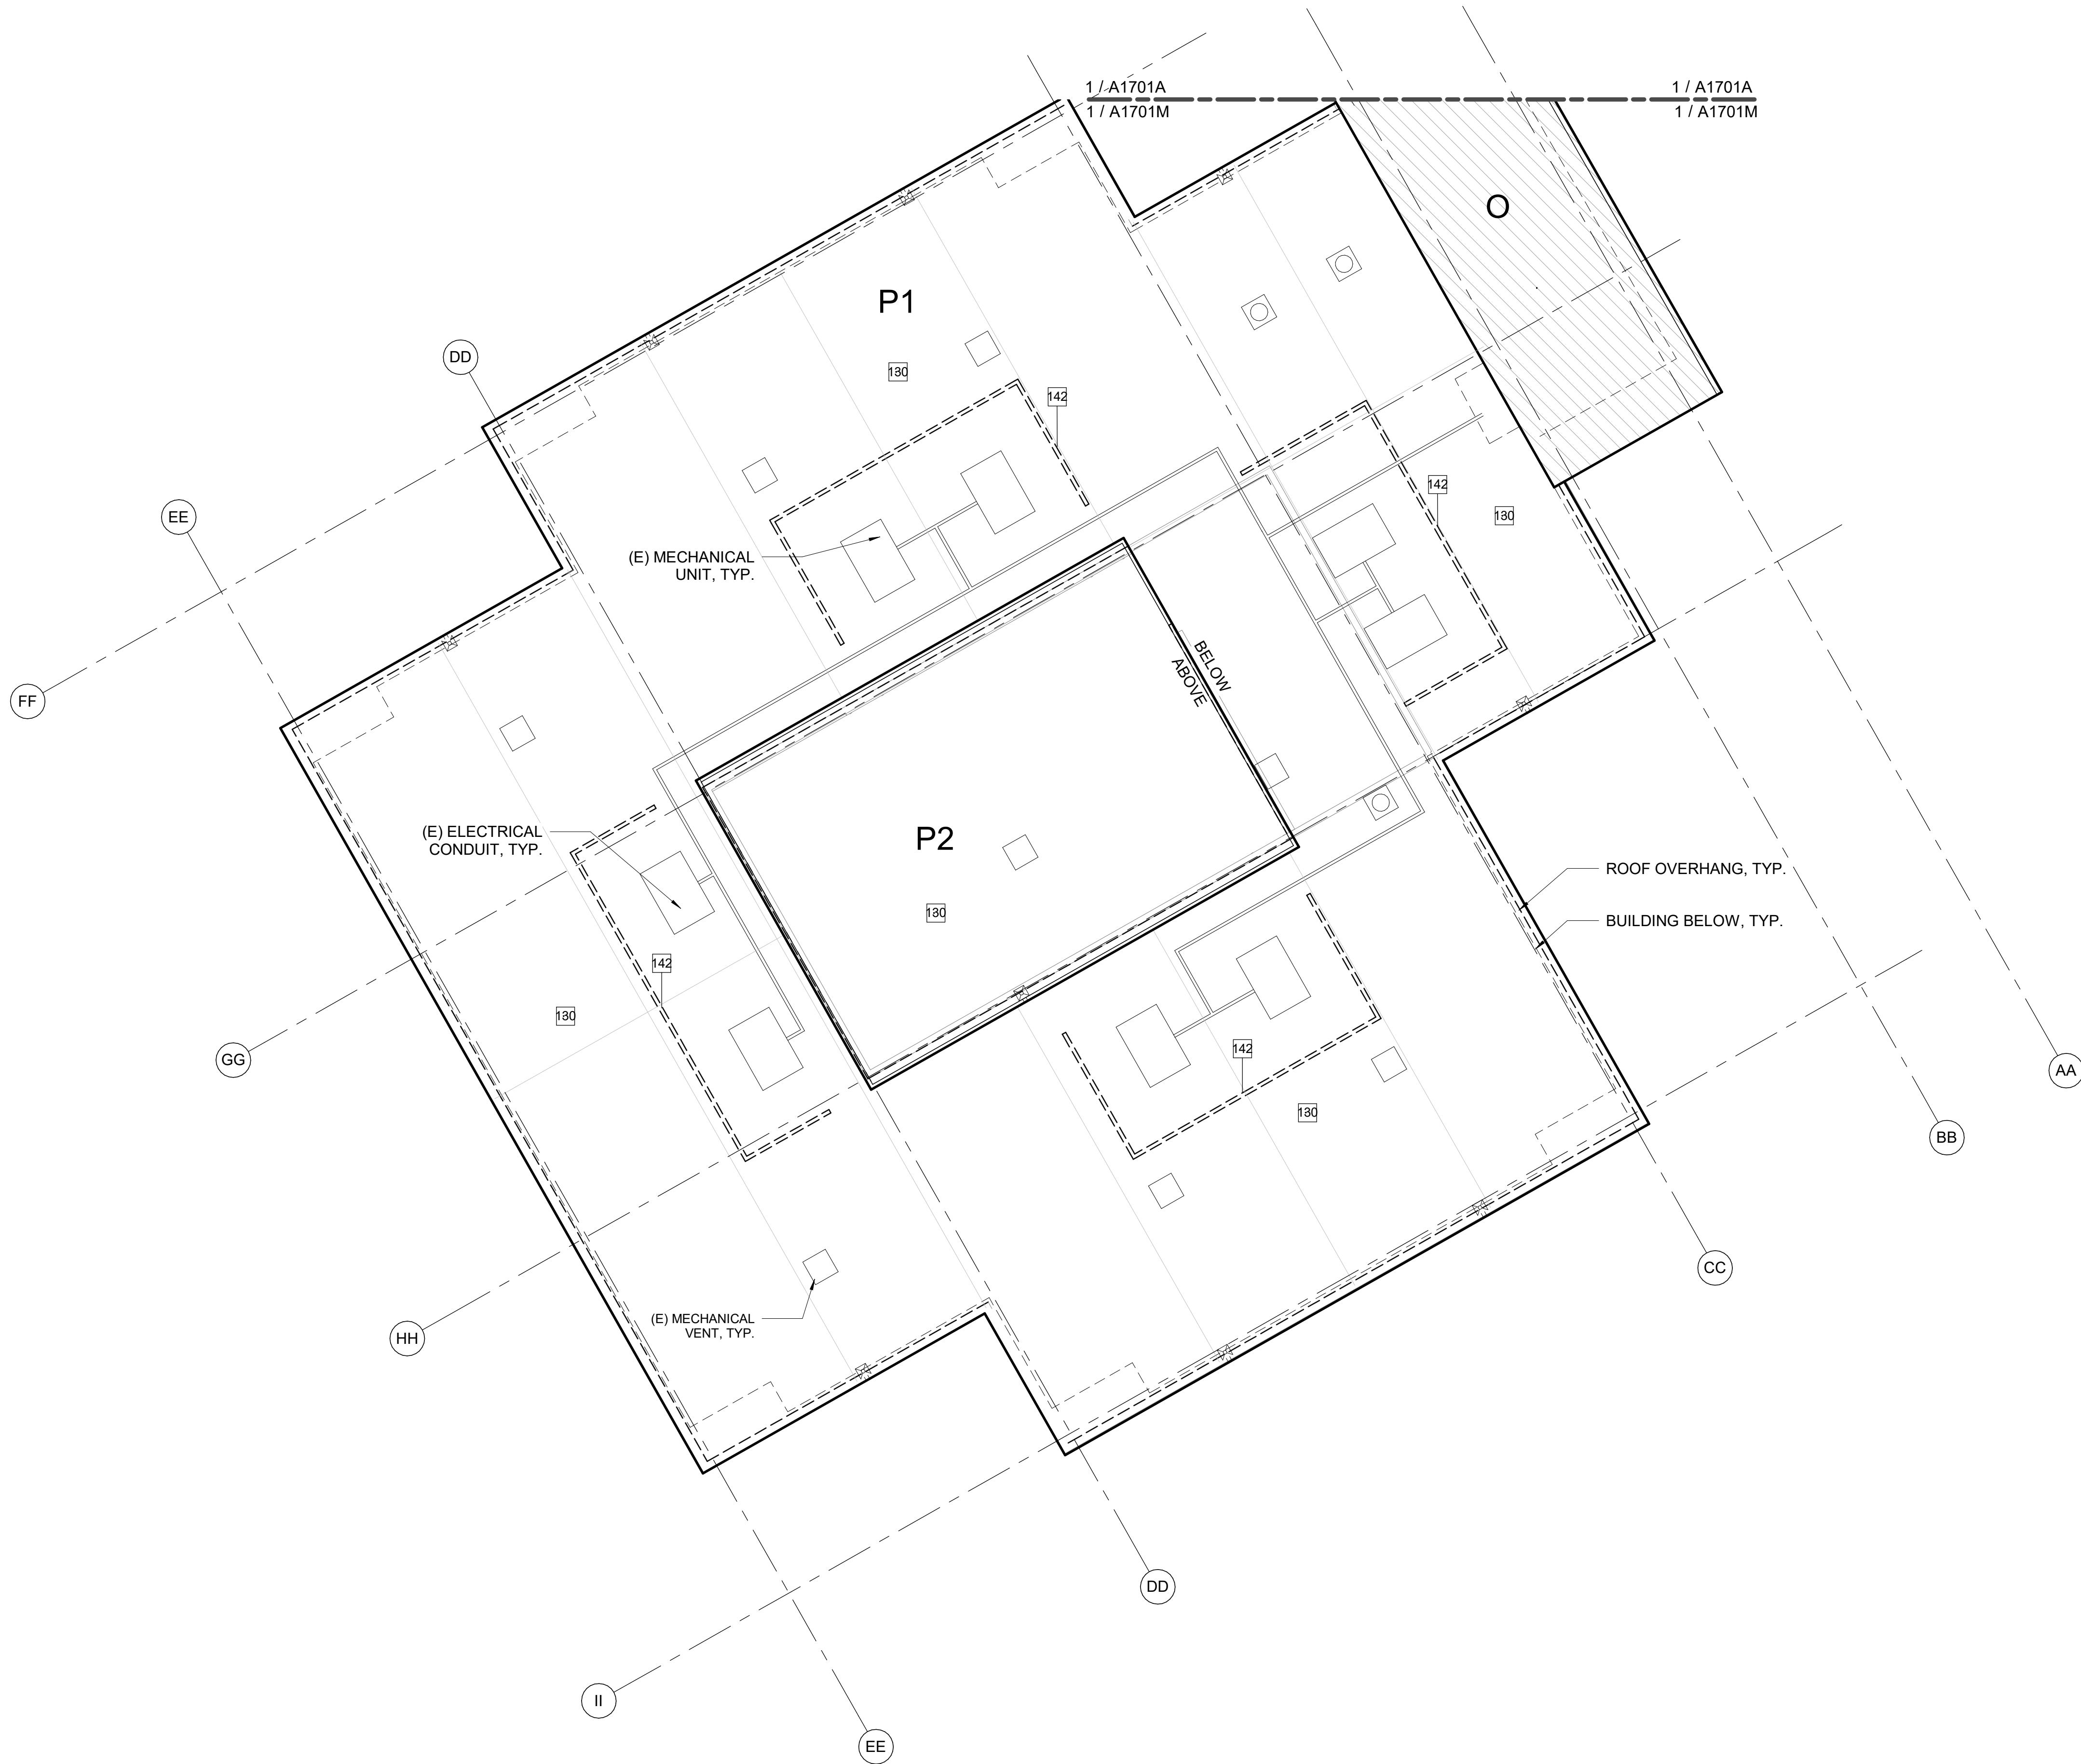 1 / A1701A
1 / A1701A
1 / A1701M
1 / A1701M
O
P1
DD
130
142
142
EE
130
(E) MECHANICAL
UNIT, TYP.
BELOW
ABOVE
FF
(E) ELECTRICAL
CONDUIT, TYP.
P2
ROOF OVERHANG, TYP.
130
BUILDING BELOW, TYP.
142
130
142
GG
AA
130
BB
CC
(E) MECHANICAL
VENT, TYP.
HH
DD
II
EE